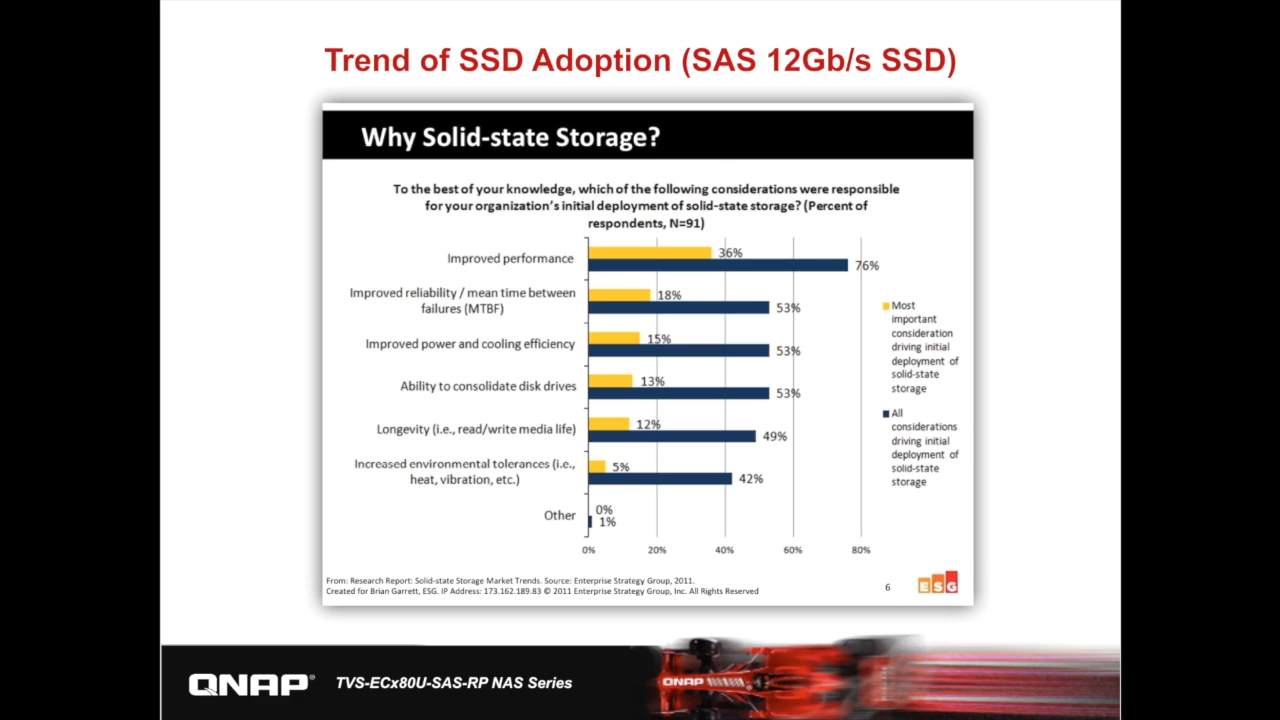 Trend of SSD Adoption (SAS 12Gb/s SSD)
Why Solid-state Storage?
To the best of your knowledge, which of the following considerations were responsible
for your organization's initial deployment of solid-state storage? (Percent of
respondents, N=91)
Improved performance
36%
76%
Improved reliability / mean time between
failures (MTBF)
18%
53%
Improved power and cooling efficiency
15%
53%
Ability to consolidate disk drives
13%
53%
Longevity (i.e., read/write media life)
12%
49%
Increased environmental tolerances (i.e.,
heat, vibration, etc.)
5%
42%
Other
0%
1%
0%
20%
40%
60%
80%
Most
important
consideration
driving initial
deployment of
solid-state
storage
All
considerations
driving initial
deployment of
solid-state
storage
From: Research Report: Solid-state Storage Market Trends. Source: Enterprise Strategy Group, 2011.
Created for Brian Garrett, ESG. IP Address: 173.162.189.83 © 2011 Enterprise Strategy Group, Inc. All Rights Reserved
6
ESG
QNAP®
TVS-ECx80U-SAS-RP NAS Series
QNAP